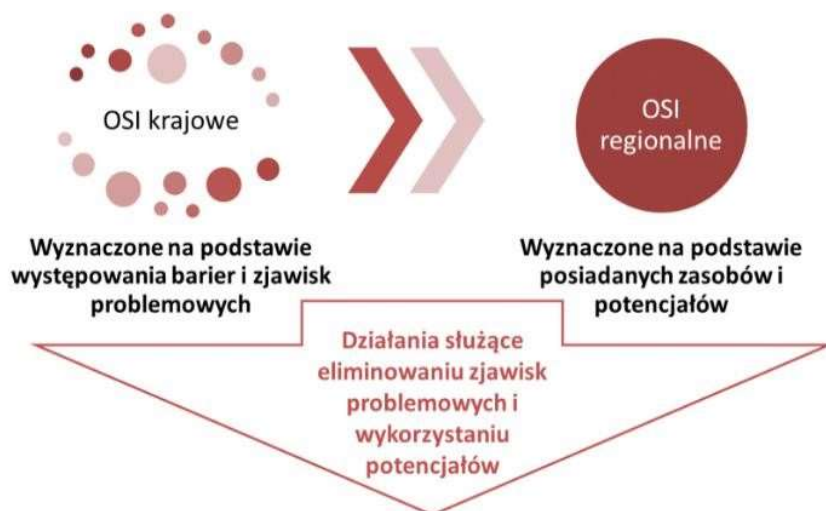 OSI krajowe
OSI
regionalne
Wyznaczone na podstawie
występowania barier i zjawisk
problemowych
Wyznaczone na podstawie
posiadanych zasobów i
potencjałów
Działania służące
eliminowaniu zjawisk
problemowych i
wykorzystaniu
potencjałów